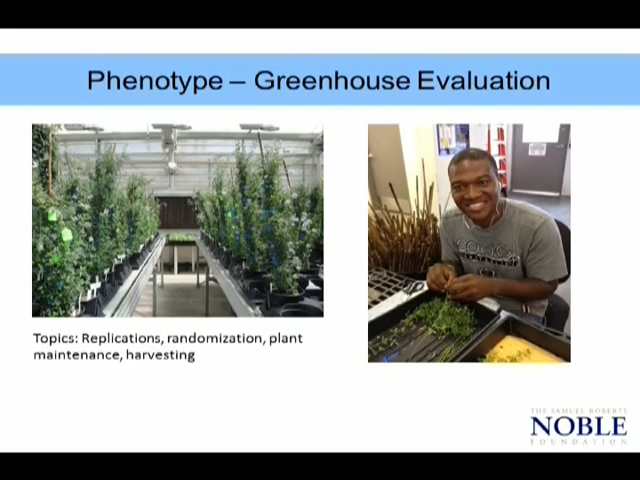 Phenotype – Greenhouse Evaluation
Topics: Replications, randomization, plant
maintenance, harvesting
THE SAMUEL ROBERTS
NOBLE
FOUNDATION